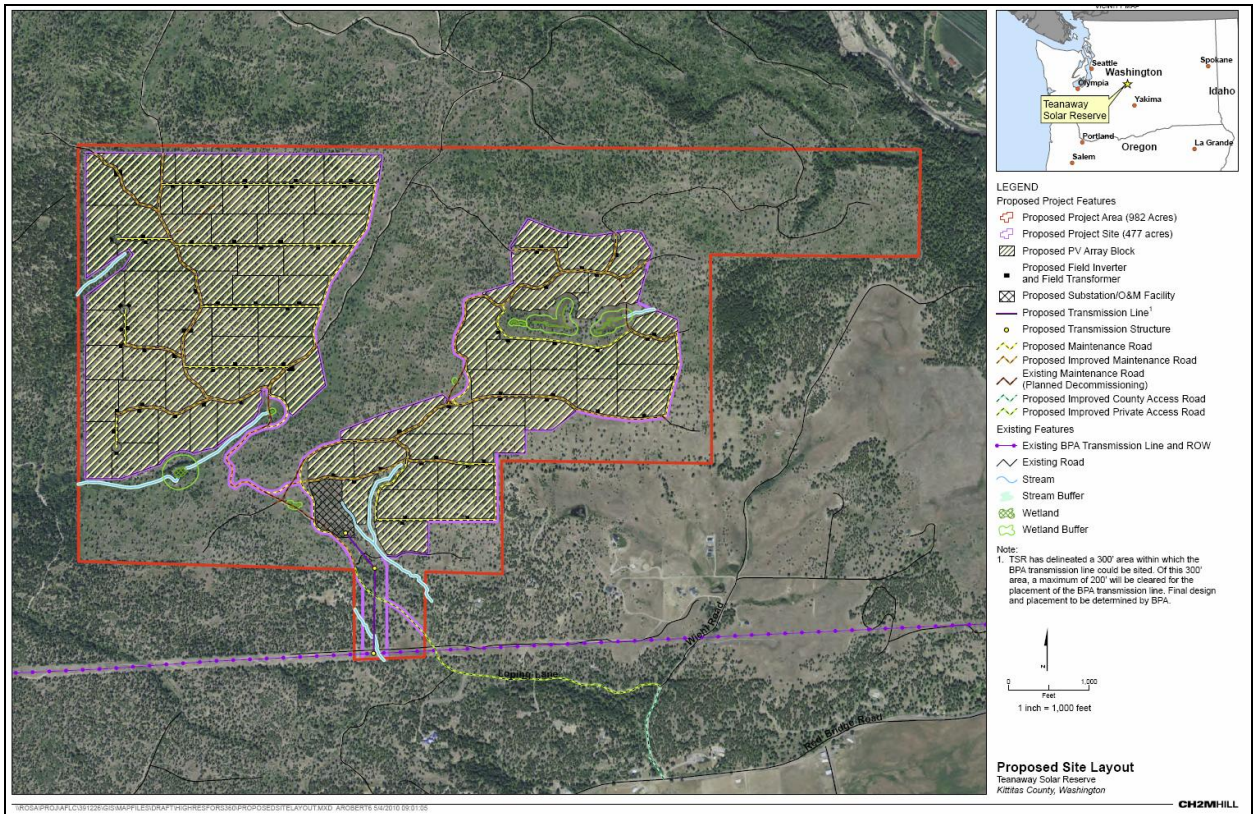 Seattle
Spokane
Washington
Olympia
Idaho
Yakima
Teanaway
Solar Reserve
Portland
Oregon
La Grande
Salem
LEGEND
Proposed Project Features
Proposed Project Area (982 Acres)
Proposed Project Site (477 acres)
Proposed PV Array Block
Proposed Field Inverter
and Field Transformer
Proposed Substation/O&M Facility
Proposed Transmission Line¹
Proposed Transmission Structure
Proposed Maintenance Road
Proposed Improved Maintenance Road
Existing Maintenance Road
(Planned Decommissioning)
Proposed Improved County Access Road
Proposed Improved Private Access Road
Existing Features
Existing BPA Transmission Line and ROW
Existing Road
Stream
Stream Buffer
Wetland
Wetland Buffer
Note:
1. TSR has delineated a 300' area within which the
BPA transmission line could be sited. Of this 300'
area, a maximum of 200' will be cleared for the
placement of the BPA transmission line. Final design
and placement to be determined by BPA.
N
0 1,000
Feet
1 inch = 1,000 feet
Wiehl Road
Loping Lane
Red Bridge Road
Proposed Site Layout
Teanaway Solar Reserve
Kittitas County, Washington
CH2MHILL